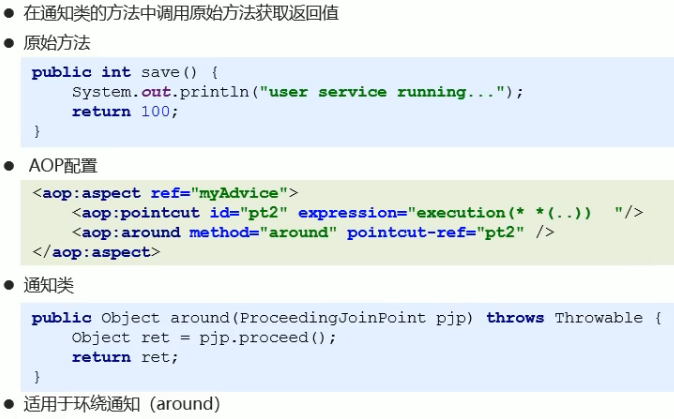 ● 在通知类的方法中调用原始方法获取返回值
● 原始方法
public int save() {
    System.out.println("user service running...");
    return 100;
}
● AOP配置
<aop:aspect ref="myAdvice">
    <aop:pointcut id="pt2" expression="execution(* *(..))  "/>
    <aop:around method="around" pointcut-ref="pt2" />
</aop:aspect>
● 通知类
public Object around(ProceedingJoinPoint pjp) throws Throwable {
    Object ret = pjp.proceed();
    return ret;
}
● 适用于环绕通知（around）